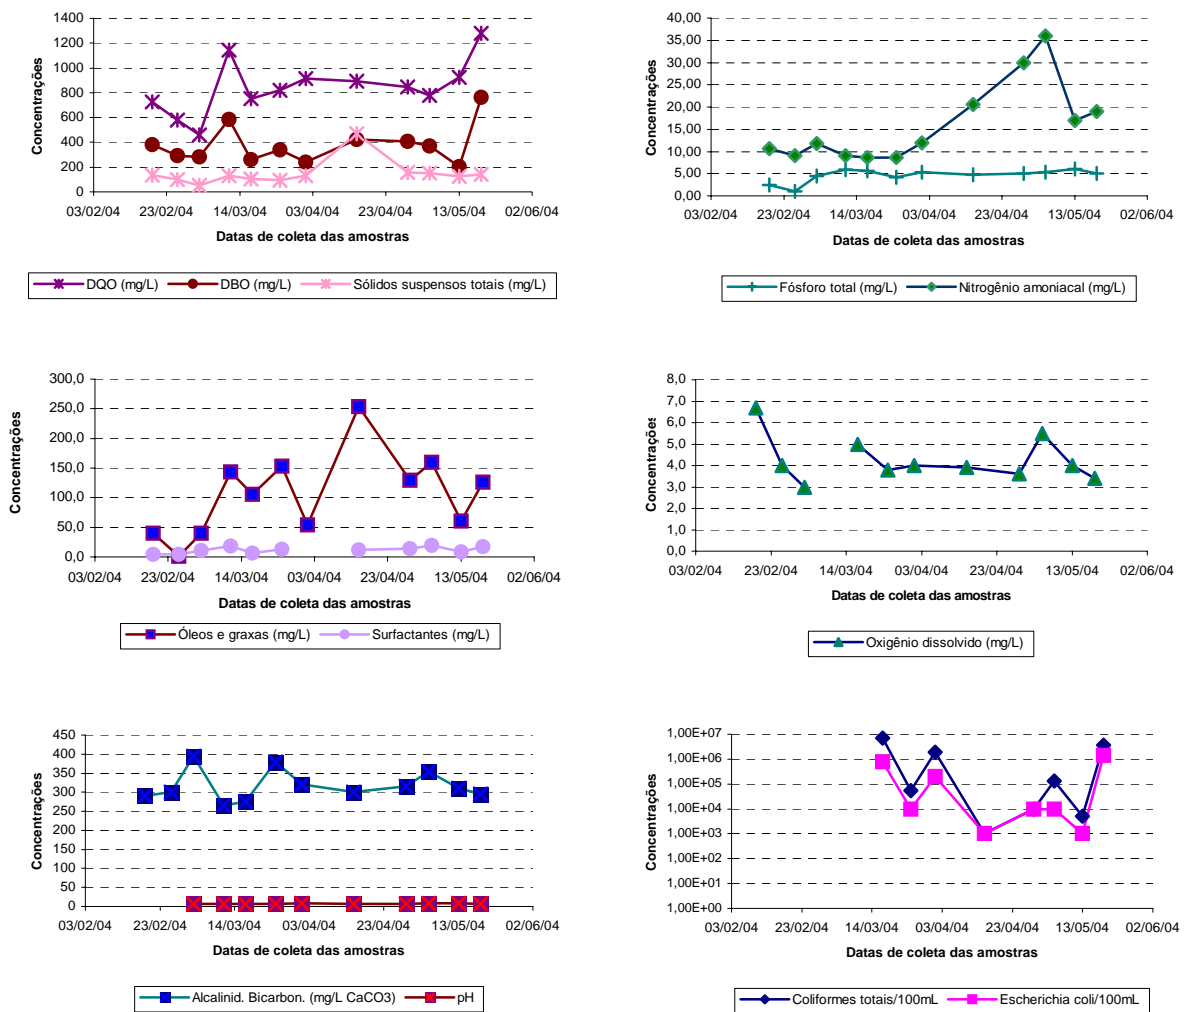 1400
1200
1000
800
600
400
200
0
Concentrações
03/02/04 23/02/04 14/03/04 03/04/04 23/04/04 13/05/04 02/06/04
Datas de coleta das amostras
DQO (mg/L) DBO (mg/L) Sólidos suspensos totais (mg/L)
40,00
35,00
30,00
25,00
20,00
15,00
10,00
5,00
0,00
Concentrações
03/02/04 23/02/04 14/03/04 03/04/04 23/04/04 13/05/04 02/06/04
Datas de coleta das amostras
Fósforo total (mg/L) Nitrogênio amoniacal (mg/L)
300,0
250,0
200,0
150,0
100,0
50,0
0,0
Concentrações
03/02/04 23/02/04 14/03/04 03/04/04 23/04/04 13/05/04 02/06/04
Datas de coleta das amostras
Óleos e graxas (mg/L) Surfactantes (mg/L)
8,0
7,0
6,0
5,0
4,0
3,0
2,0
1,0
0,0
Concentrações
03/02/04 23/02/04 14/03/04 03/04/04 23/04/04 13/05/04 02/06/04
Datas de coleta das amostras
Oxigênio dissolvido (mg/L)
450
400
350
300
250
200
150
100
50
0
Concentrações
03/02/04 23/02/04 14/03/04 03/04/04 23/04/04 13/05/04 02/06/04
Datas de coleta das amostras
Alcalinid. Bicarbon. (mg/L CaCO3) pH
1,00E+07
1,00E+06
1,00E+05
1,00E+04
1,00E+03
1,00E+02
1,00E+01
1,00E+00
Concentrações
03/02/04 23/02/04 14/03/04 03/04/04 23/04/04 13/05/04 02/06/04
Datas de coleta das amostras
Coliformes totais/100mL Escherichia coli/100mL